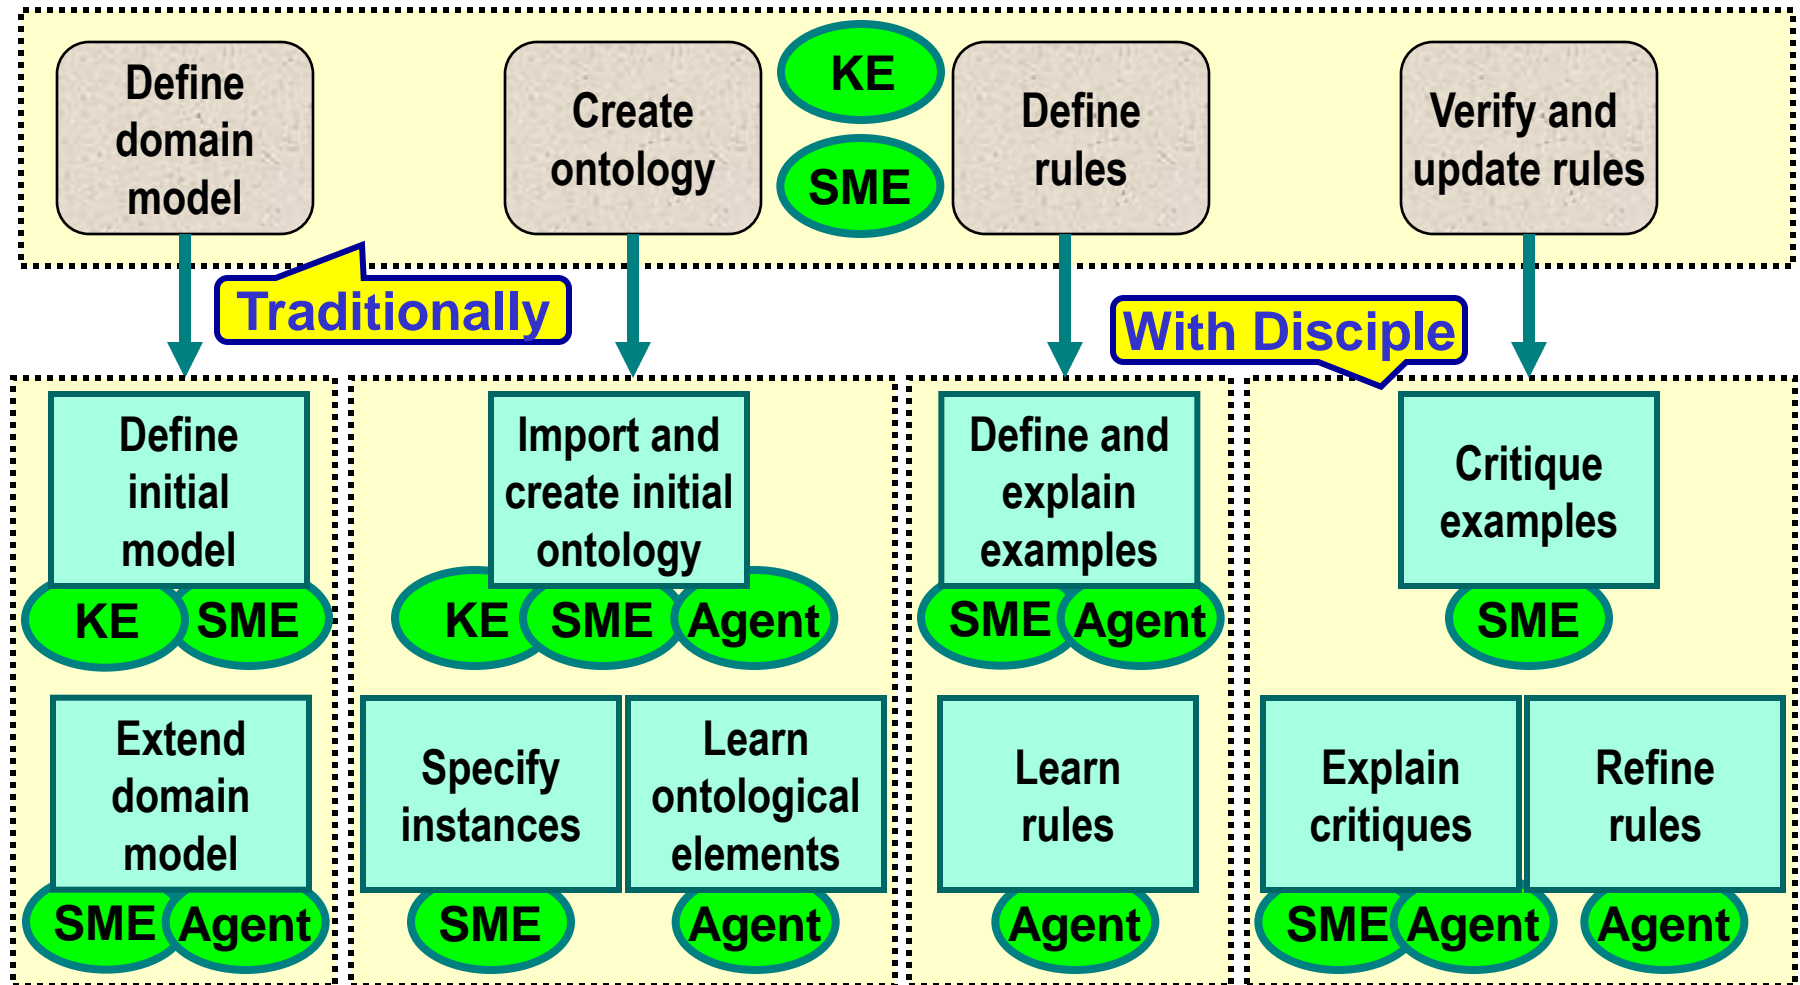 Define
domain
model
Create
ontology
KE
SME
Define
rules
Verify and
update rules
Traditionally
With Disciple
Define
initial
model
KE
SME
Import and
create initial
ontology
KE
SME
Agent
Define and
explain
examples
SME
Agent
Critique
examples
SME
Extend
domain
model
SME
Agent
Specify
instances
SME
Learn
ontological
elements
Agent
Learn
rules
Agent
Explain
critiques
SME
Agent
Refine
rules
Agent